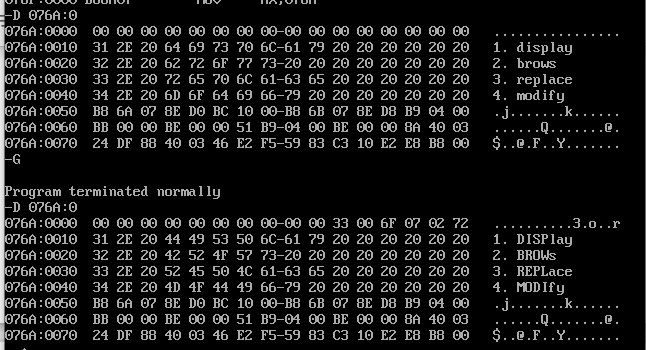 -D 076A:0
076A:0000 00 00 00 00 00 00 00 00-00 00 00 00 00 00 00 00 ................
076A:0010 31 2E 20 64 69 73 70 6C-61 79 20 20 20 20 20 20 1. display
076A:0020 32 2E 20 62 72 6F 77 73-20 20 20 20 20 20 20 20 2. brows
076A:0030 33 2E 20 72 65 70 6C 61-63 65 20 20 20 20 20 20 3. replace
076A:0040 34 2E 20 6D 6F 64 69 66-79 20 20 20 20 20 20 20 4. modify
076A:0050 B8 6A 07 8E D0 BC 10 00-B8 6B 07 8E D8 B9 04 00 .j.......k......
076A:0060 BB 00 00 BE 00 00 51 B9-04 00 BE 00 00 8A 40 03 ......Q.......@.
076A:0070 24 DF 88 40 03 46 E2 F5-59 83 C3 10 E2 E8 B8 00 $..@.F..Y.......
-G
Program terminated normally
-D 076A:0
076A:0000 00 00 00 00 00 00 00 00-00 00 33 00 6F 07 02 72 ..........3.o..r
076A:0010 31 2E 20 44 49 53 50 6C-61 79 20 20 20 20 20 20 1. DISPlay
076A:0020 32 2E 20 42 52 4F 57 73-20 20 20 20 20 20 20 20 2. BROWs
076A:0030 33 2E 20 52 45 50 4C 61-63 65 20 20 20 20 20 20 3. REPLace
076A:0040 34 2E 20 4D 4F 44 49 66-79 20 20 20 20 20 20 20 4. MODIfy
076A:0050 B8 6A 07 8E D0 BC 10 00-B8 6B 07 8E D8 B9 04 00 .j.......k......
076A:0060 BB 00 00 BE 00 00 51 B9-04 00 BE 00 00 8A 40 03 ......Q.......@.
076A:0070 24 DF 88 40 03 46 E2 F5-59 83 C3 10 E2 E8 B8 00 $..@.F..Y.......